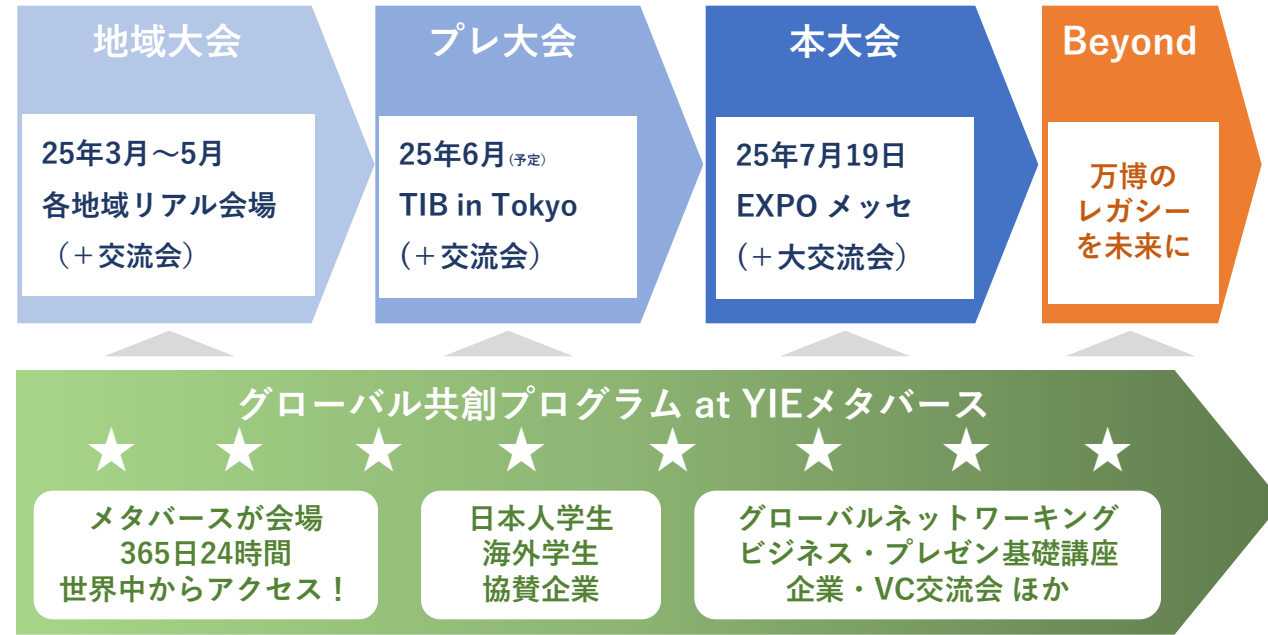 地域大会
25年3月～5月
各地域リアル会場
（＋交流会）
プレ大会
25年6月(予定)
TIB in Tokyo
（＋交流会）
本大会
25年7月19日
EXPO メッセ
（＋大交流会）
Beyond
万博の
レガシー
を未来に
グローバル共創プログラム at YIEメタバース
メタバースが会場
365日24時間
世界中からアクセス！
日本人学生
海外学生
協賛企業
グローバルネットワーキング
ビジネス・プレゼン基礎講座
企業・VC交流会 ほか